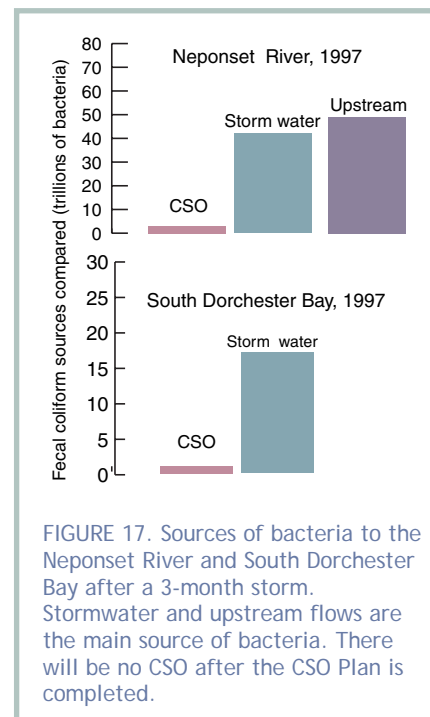 Fecal coliform sources compared (trillions of bacteria)
80
70
60
50
40
30
20
10
0
Neponset River, 1997
CSO
Storm water
Upstream
30
25
20
15
10
5
0
South Dorchester Bay, 1997
CSO
Storm water
FIGURE 17. Sources of bacteria to the
Neponset River and South Dorchester
Bay after a 3-month storm.
Stormwater and upstream flows are
the main source of bacteria. There
will be no CSO after the CSO Plan is
completed.